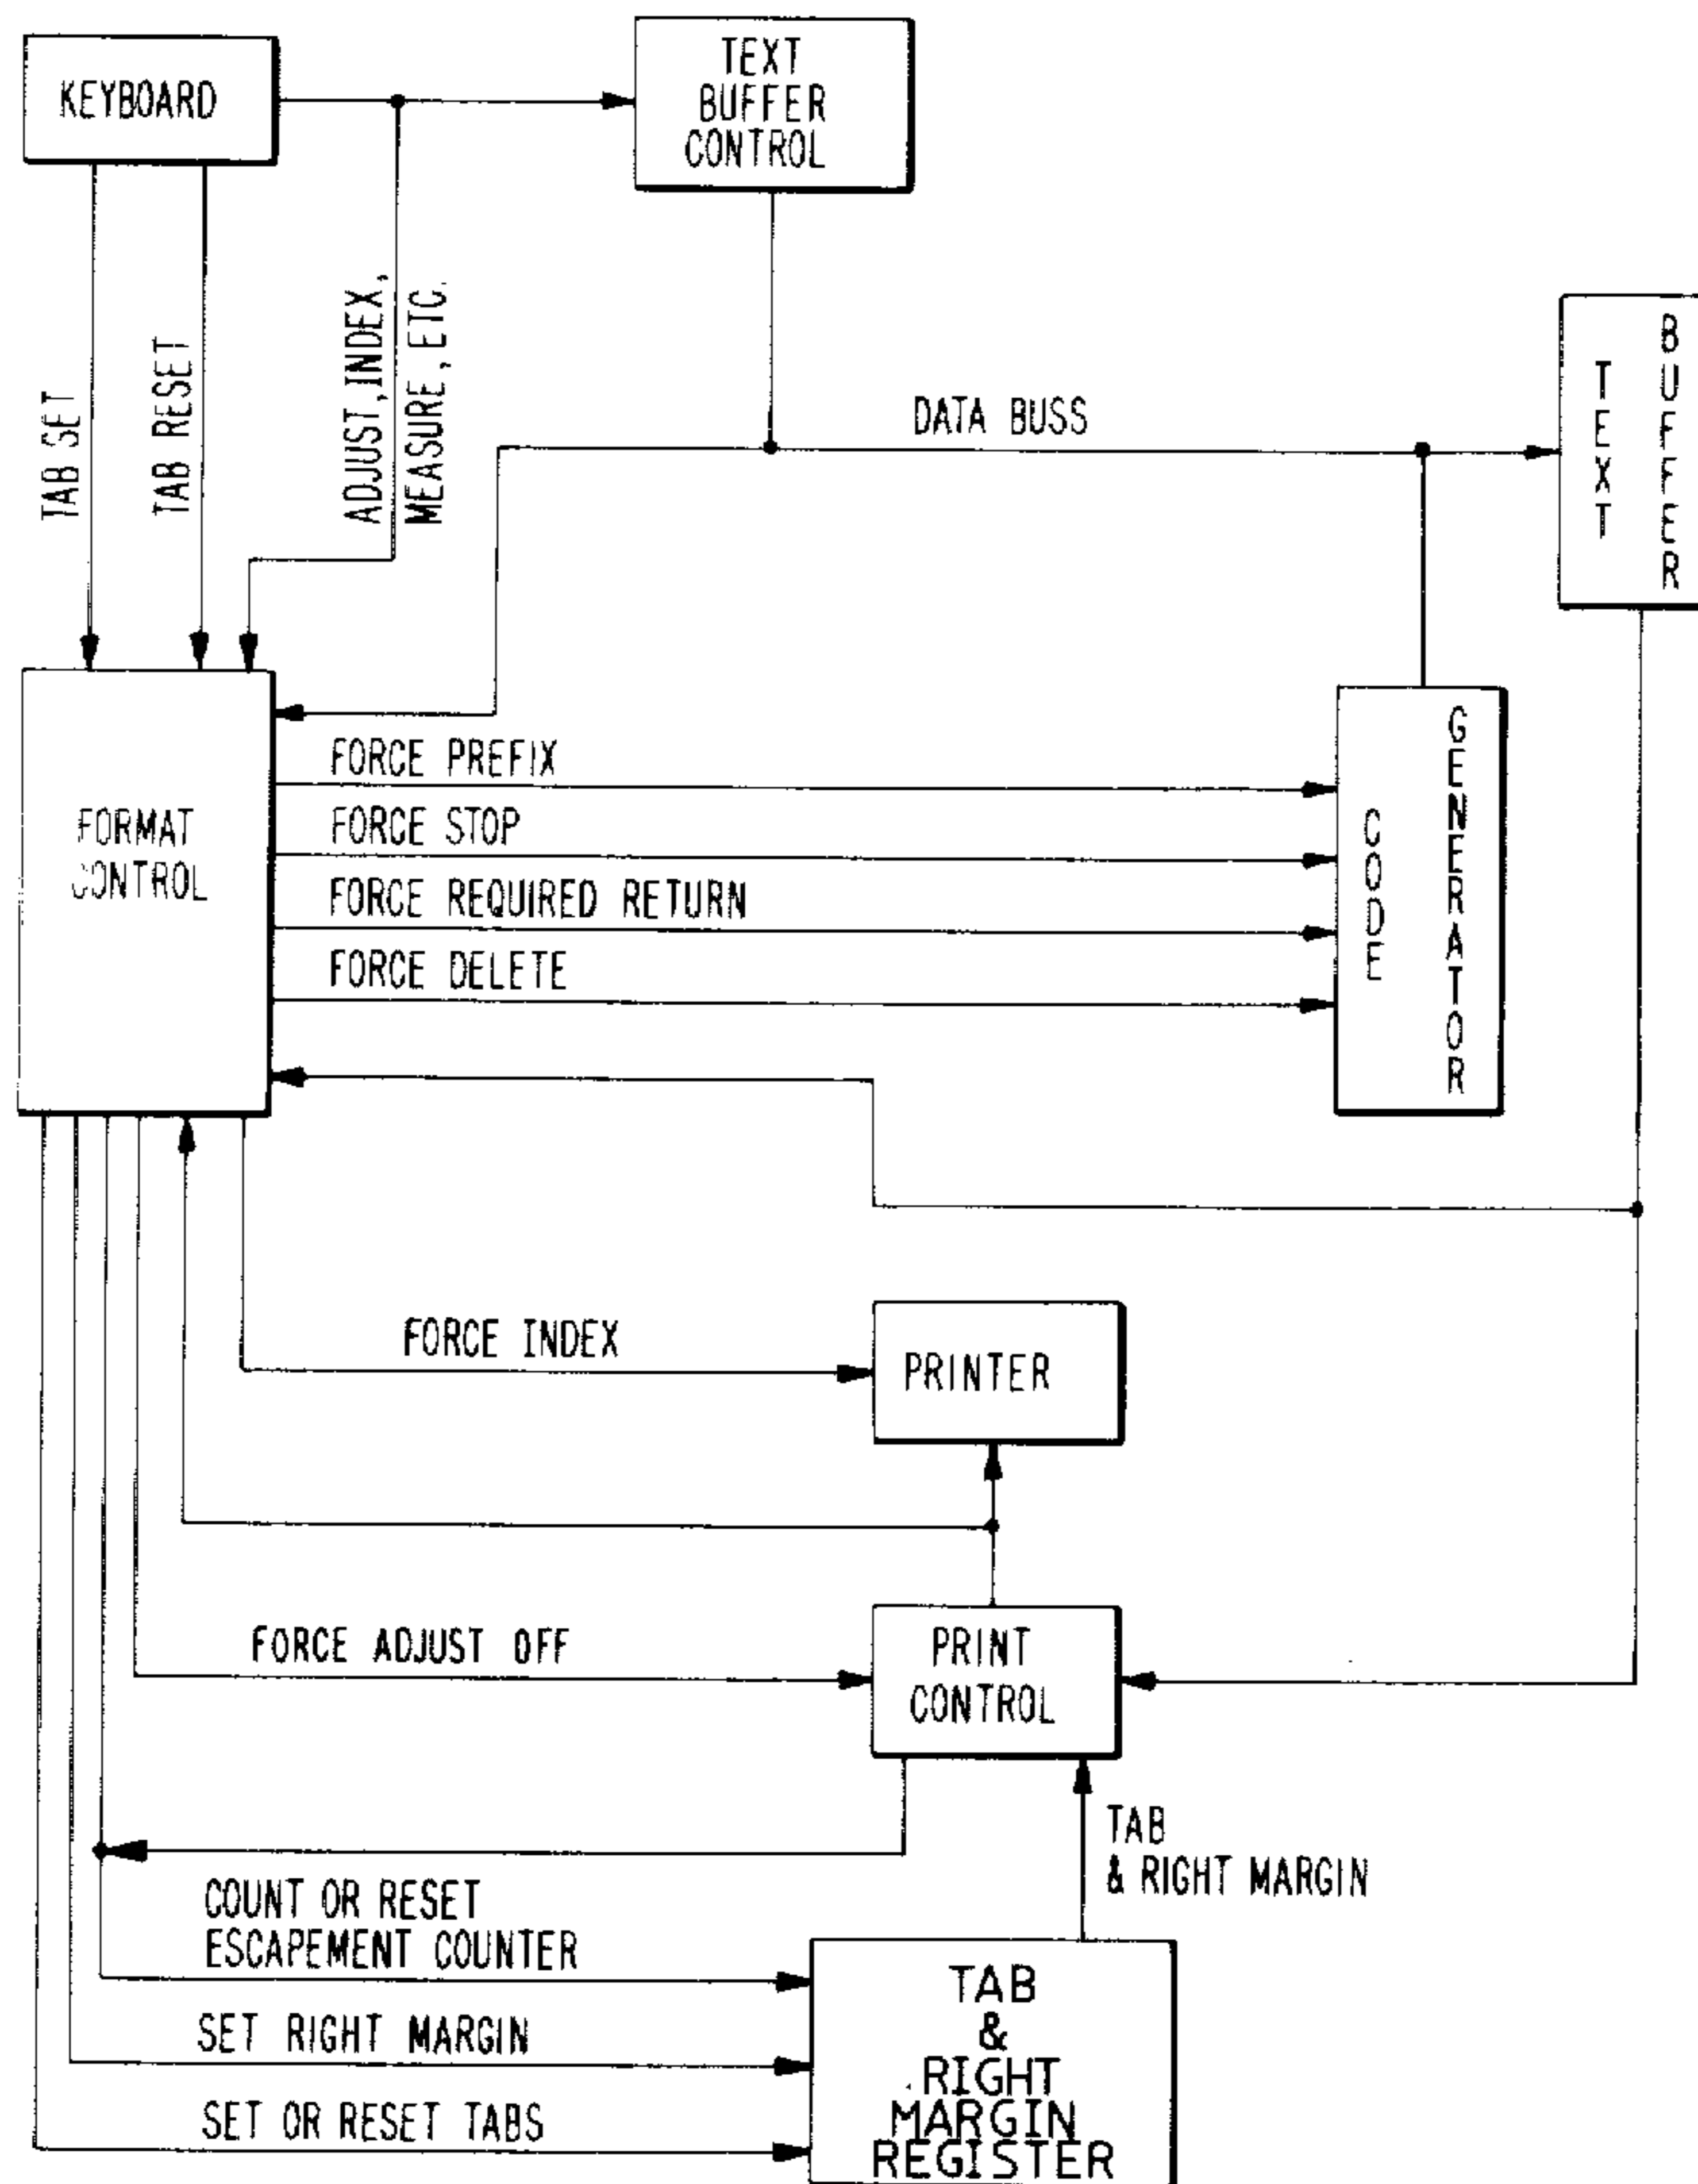 KEYBOARD
TEXT
BUFFER
CONTROL
TAB SET
TAB RESET
ADJUST, INDEX,
MEASURE, ETC.
DATA BUSS
TEXT
BUFFER
FORMAT
CONTROL
FORCE PREFIX
FORCE STOP
FORCE REQUIRED RETURN
FORCE DELETE
CODE
GENERATOR
FORCE INDEX
PRINTER
FORCE ADJUST OFF
PRINT
CONTROL
TAB
& RIGHT MARGIN
COUNT OR RESET
ESCAPEMENT COUNTER
SET RIGHT MARGIN
SET OR RESET TABS
TAB
&
RIGHT
MARGIN
REGISTER